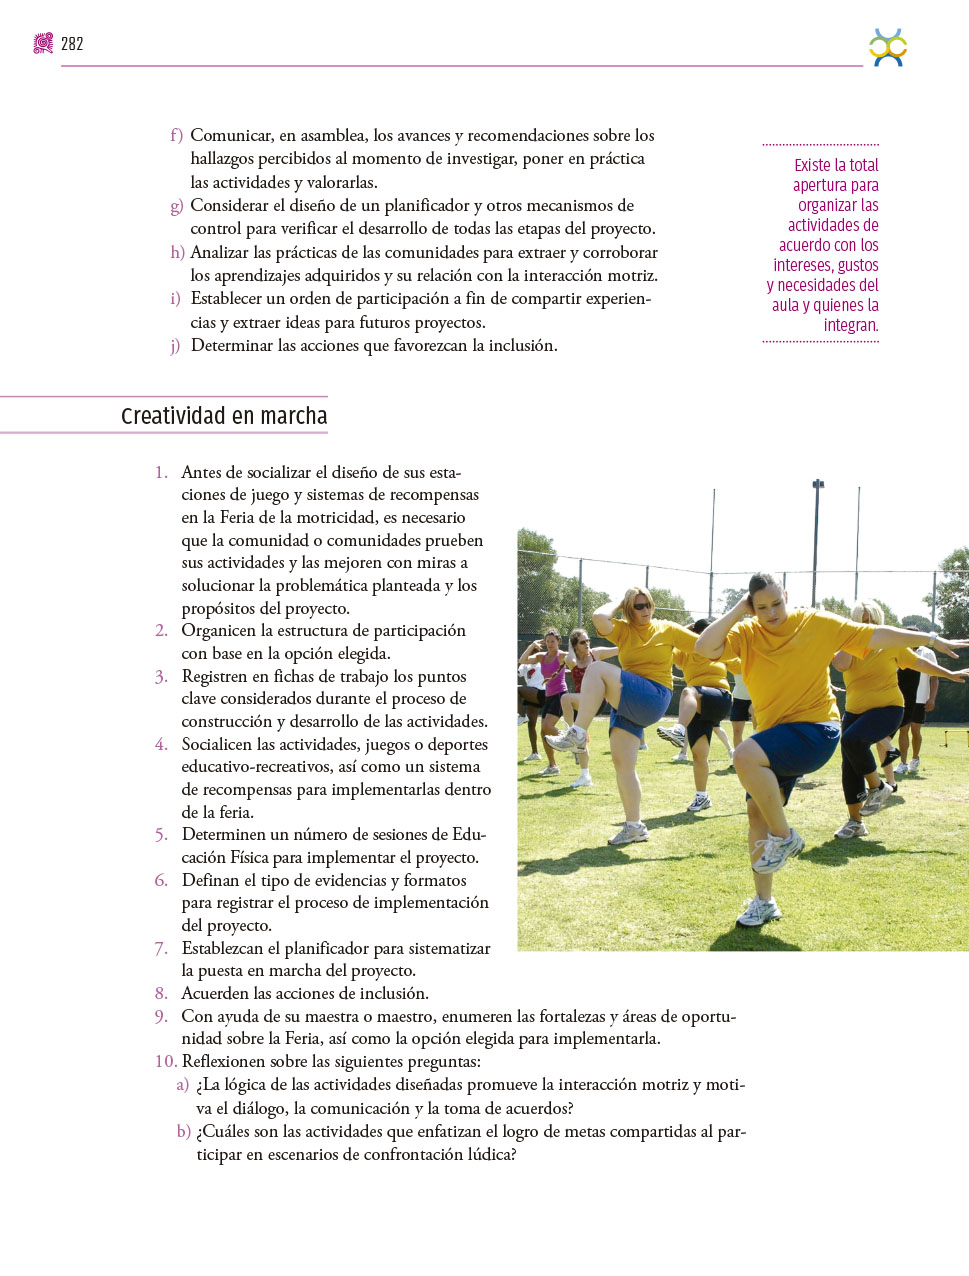 282
f) Comunicar, en asamblea, los avances y recomendaciones sobre los
hallazgos percibidos al momento de investigar, poner en práctica
las actividades y valorarlas.
g) Considerar el diseño de un planificador y otros mecanismos de
control para verificar el desarrollo de todas las etapas del proyecto.
h) Analizar las prácticas de las comunidades para extraer y corroborar
los aprendizajes adquiridos y su relación con la interacción motriz.
i) Establecer un orden de participación a fin de compartir experien-
cias y extraer ideas para futuros proyectos.
j) Determinar las acciones que favorezcan la inclusión.
Existe la total
apertura para
organizar las
actividades de
acuerdo con los
intereses, gustos
y necesidades del
aula y quienes la
integran.
Creatividad en marcha
1. Antes de socializar el diseño de sus esta-
ciones de juego y sistemas de recompensas
en la Feria de la motricidad, es necesario
que la comunidad o comunidades prueben
sus actividades y las mejoren con miras a
solucionar la problemática planteada y los
propósitos del proyecto.
2. Organicen la estructura de participación
con base en la opción elegida.
3. Registren en fichas de trabajo los puntos
clave considerados durante el proceso de
construcción y desarrollo de las actividades.
4. Socialicen las actividades, juegos o deportes
educativo-recreativos, así como un sistema
de recompensas para implementarlas dentro
de la feria.
5. Determinen un número de sesiones de Edu-
cación Física para implementar el proyecto.
6. Definan el tipo de evidencias y formatos
para registrar el proceso de implementación
del proyecto.
7. Establezcan el planificador para sistematizar
la puesta en marcha del proyecto.
8. Acuerden las acciones de inclusión.
9. Con ayuda de su maestra o maestro, enumeren las fortalezas y áreas de oportu-
nidad sobre la Feria, así como la opción elegida para implementarla.
10. Reflexionen sobre las siguientes preguntas:
a) ¿La lógica de las actividades diseñadas promueve la interacción motriz y moti-
va el diálogo, la comunicación y la toma de acuerdos?
b) ¿Cuáles son las actividades que enfatizan el logro de metas compartidas al par-
ticipar en escenarios de confrontación lúdica?